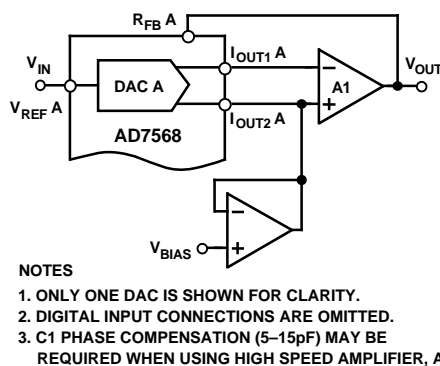 R_FB A
I_OUT1 A
V_IN
V_OUT
DAC A
A1
V_REF A
I_OUT2 A
AD7568
V_BIAS
NOTES
1. ONLY ONE DAC IS SHOWN FOR CLARITY.
2. DIGITAL INPUT CONNECTIONS ARE OMITTED.
3. C1 PHASE COMPENSATION (5–15pF) MAY BE
REQUIRED WHEN USING HIGH SPEED AMPLIFIER, A